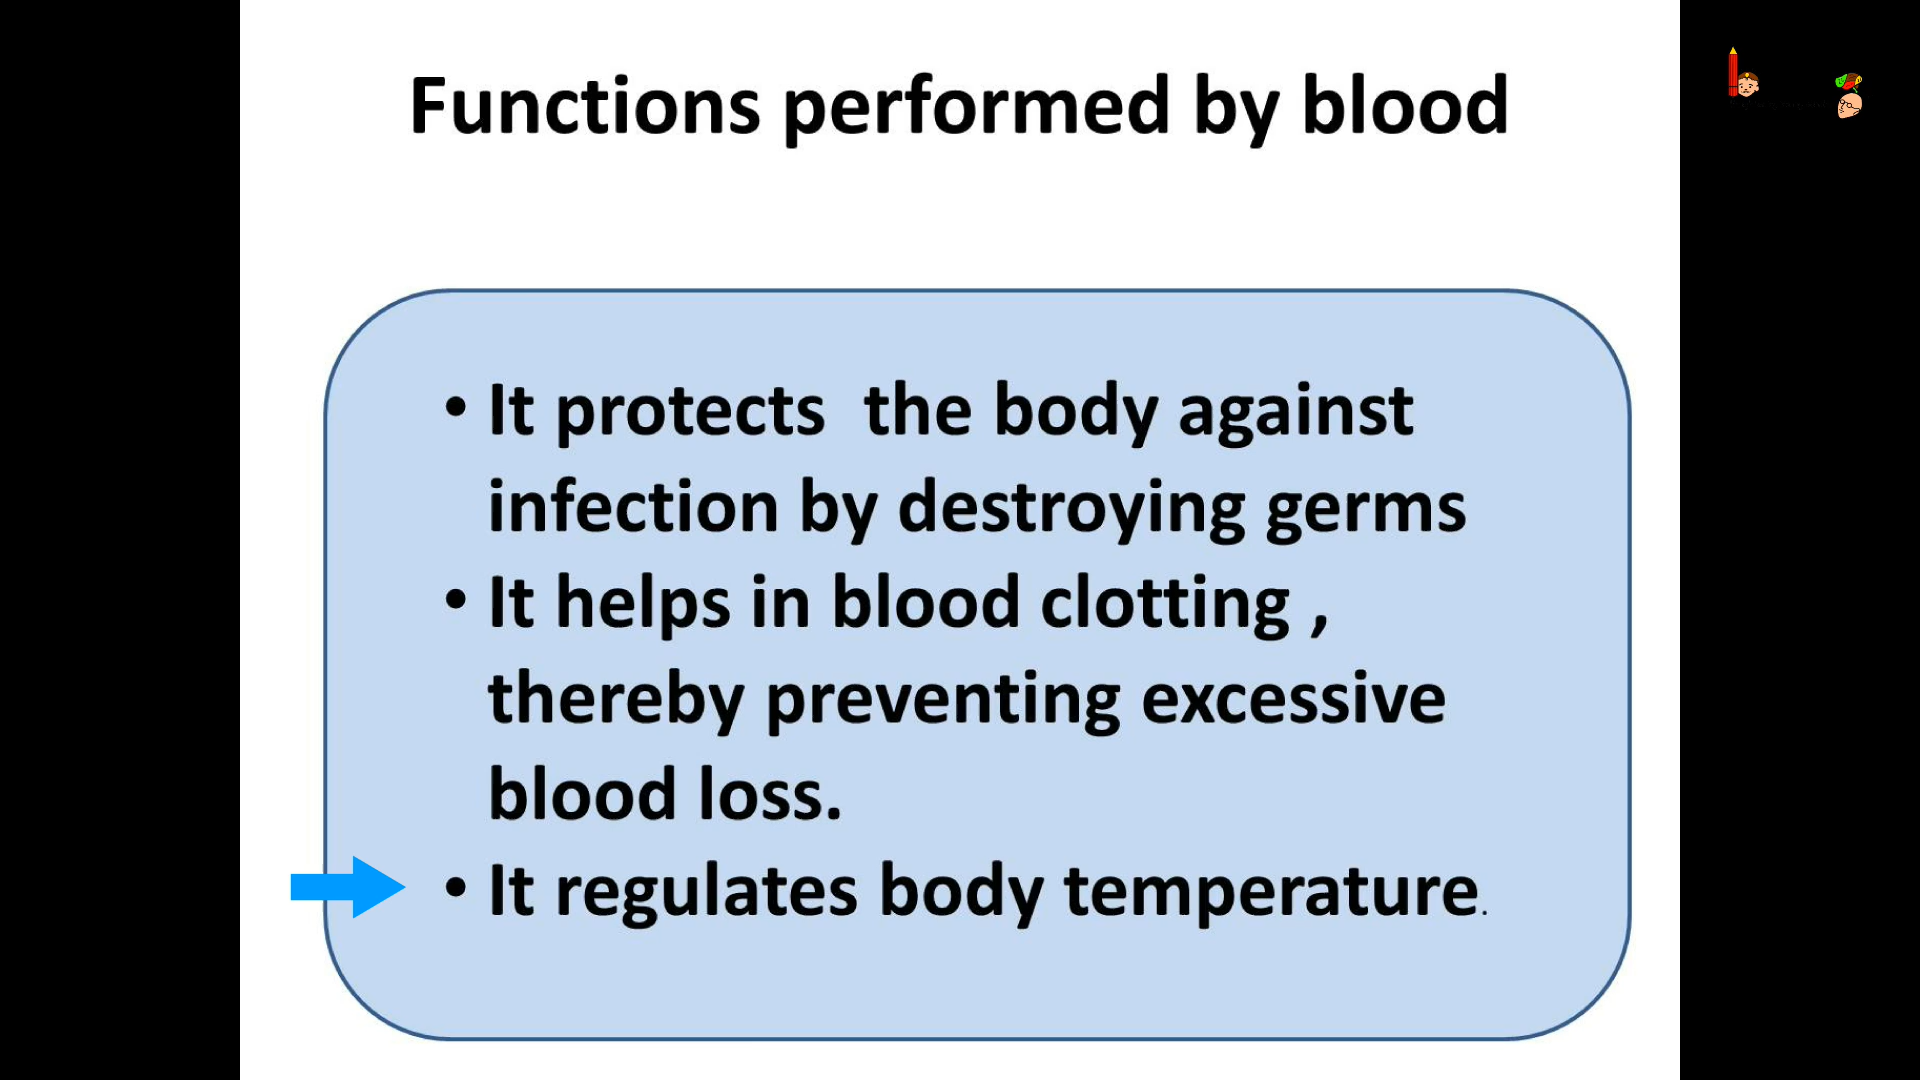 Functions performed by blood
• It protects  the body against
infection by destroying germs
• It helps in blood clotting ,
thereby preventing excessive
blood loss.
• It regulates body temperature.